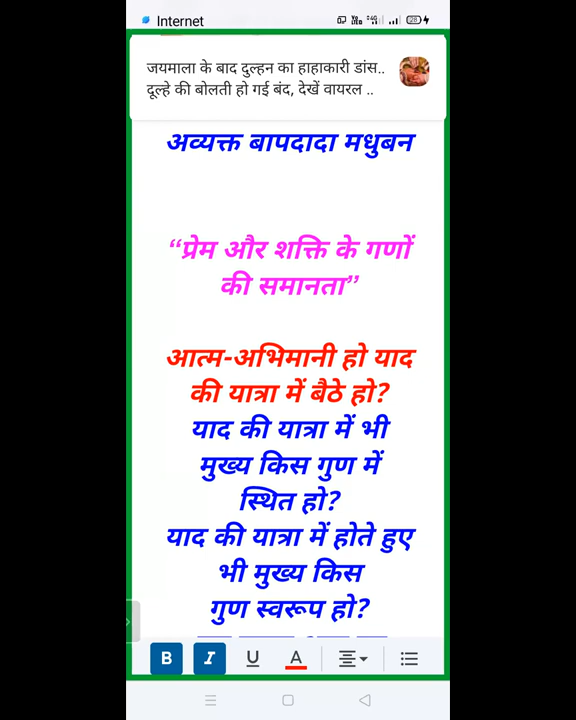 Internet
जयमाला के बाद दुल्हन का हाहाकारी डांस..
दूल्हे की बोलती हो गई बंद, देखें वायरल ..
अव्यक्त बापदादा मधुबन
“प्रेम और शक्ति के गणों
की समानता”
आत्म-अभिमानी हो याद
की यात्रा में बैठे हो?
याद की यात्रा में भी
मुख्य किस गुण में
स्थित हो?
याद की यात्रा में होते हुए
भी मुख्य किस
गुण स्वरूप हो?
B I U A